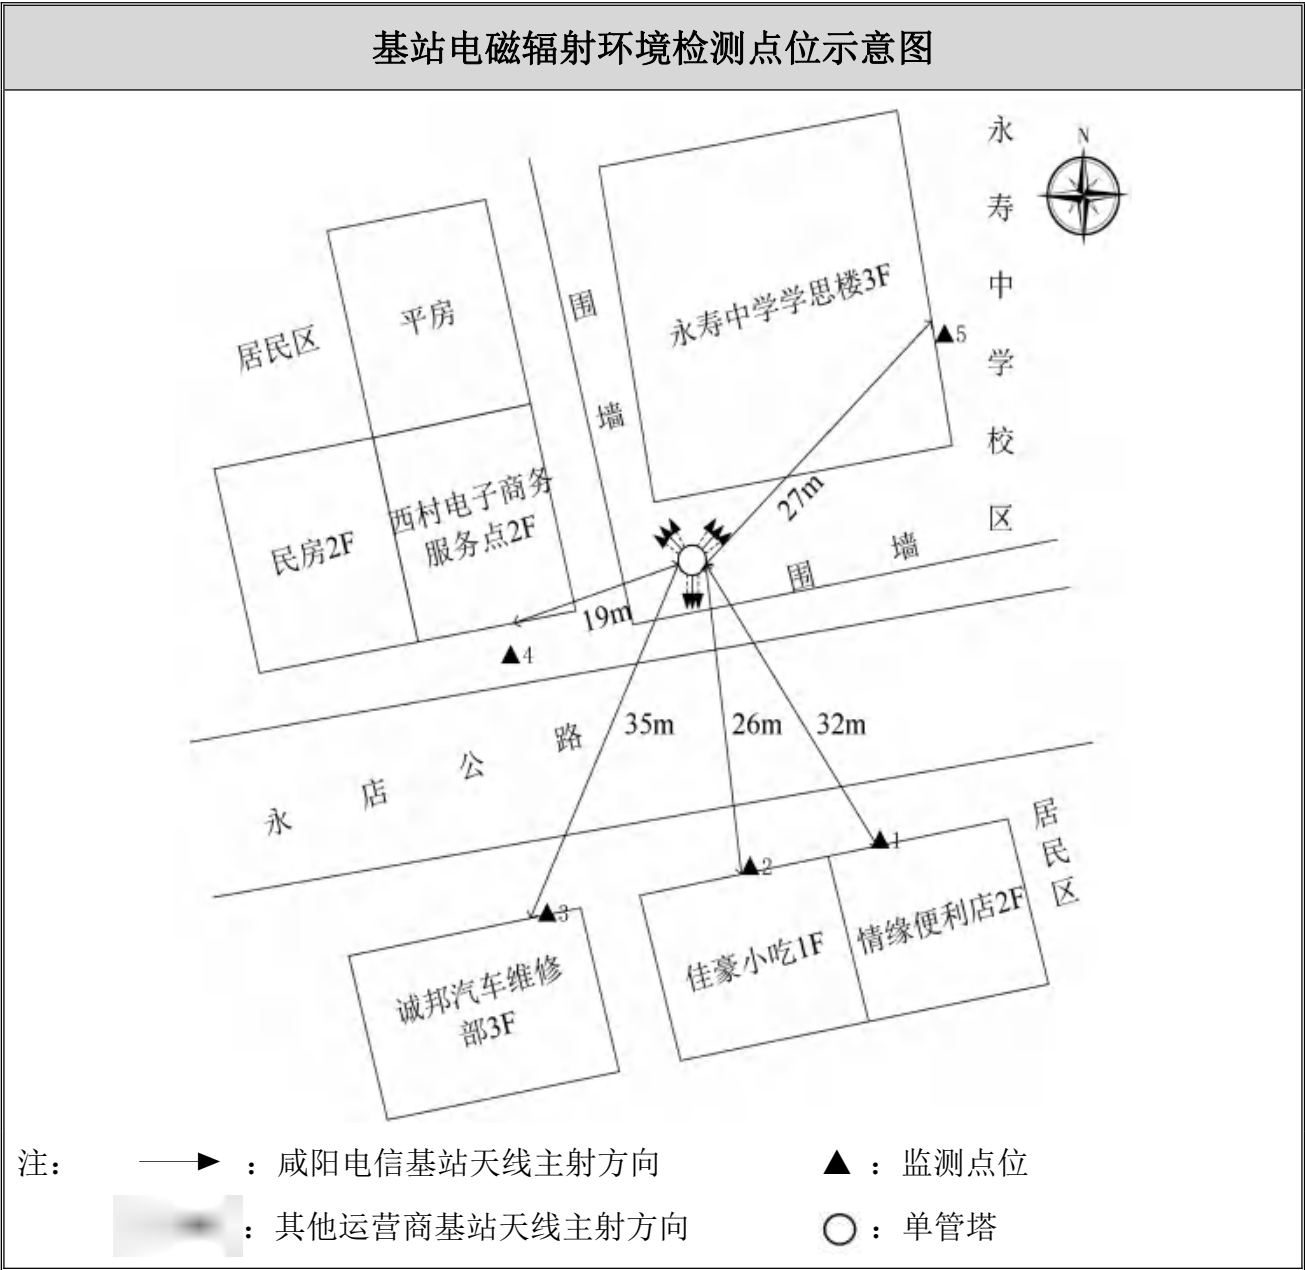 基站电磁辐射环境检测点位示意图
N
永寿中学校区
永寿中学学思楼3F
围墙
平房
居民区
5
西村电子商务
服务点2F
民房2F
27m
围墙
19m
4
35m
26m
32m
永店公路
1
2
3
居民区
情缘便利店2F
佳豪小吃1F
诚邦汽车维修
部3F
注：
：咸阳电信基站天线主射方向
：监测点位
：其他运营商基站天线主射方向
：单管塔